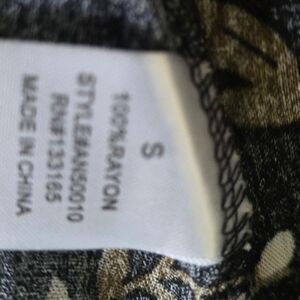 S
100%RAYON
STYLE#AN50010
RN#133165
MADE IN CHINA